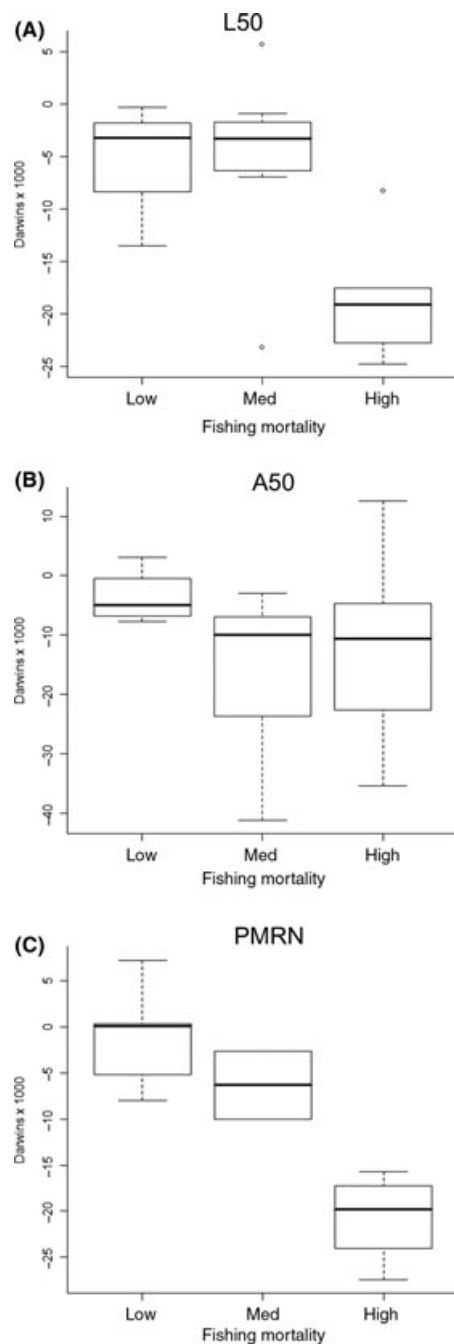 (A) L50
5
0
−5
−10
−15
−20
−25
Darwins x 1000
Low Med High
Fishing mortality
(B) A50
10
0
−10
−20
−30
−40
Darwins x 1000
Low Med High
Fishing mortality
(C) PMRN
5
0
−5
−10
−15
−20
−25
Darwins x 1000
Low Med High
Fishing mortality